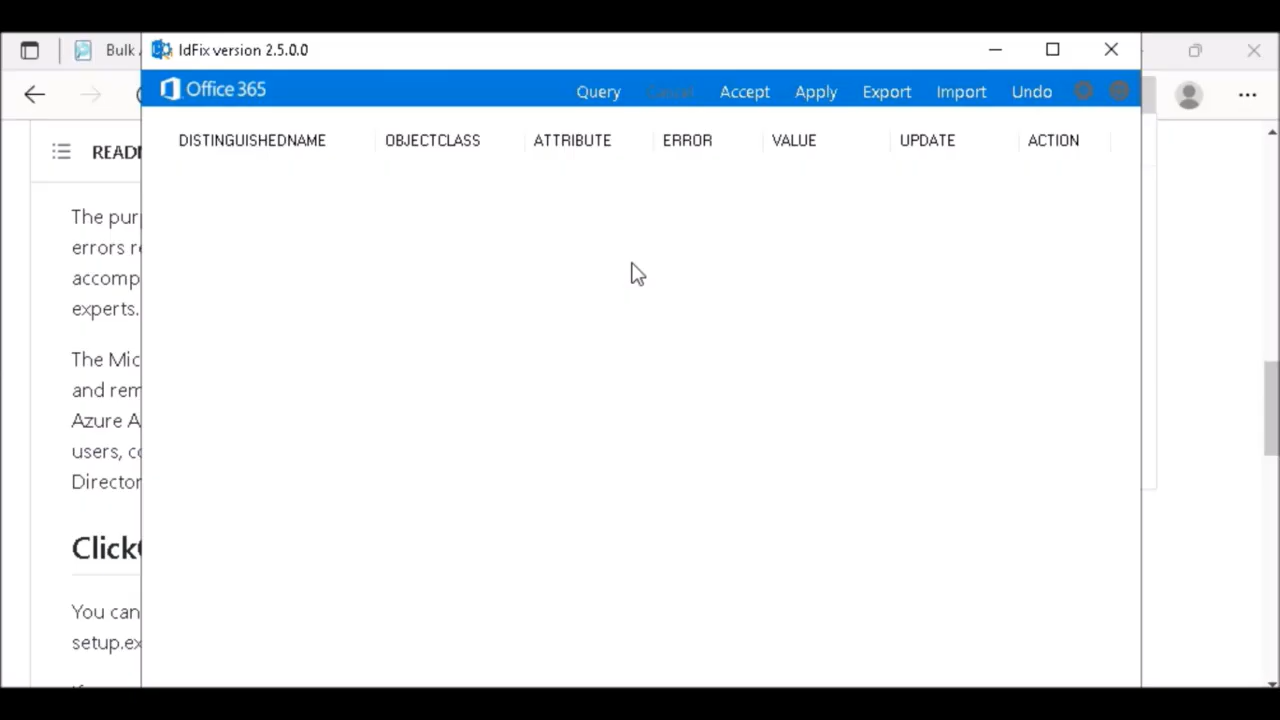 Bulk
IdFix version 2.5.0.0
Office 365
Query Cancel Accept Apply Export Import Undo
DISTINGUISHEDNAME OBJECTCLASS ATTRIBUTE ERROR VALUE UPDATE ACTION
READ
The pur
errors r
accomp
experts.
The Mic
and rem
Azure A
users, c
Director
Click
You can
setup.ex